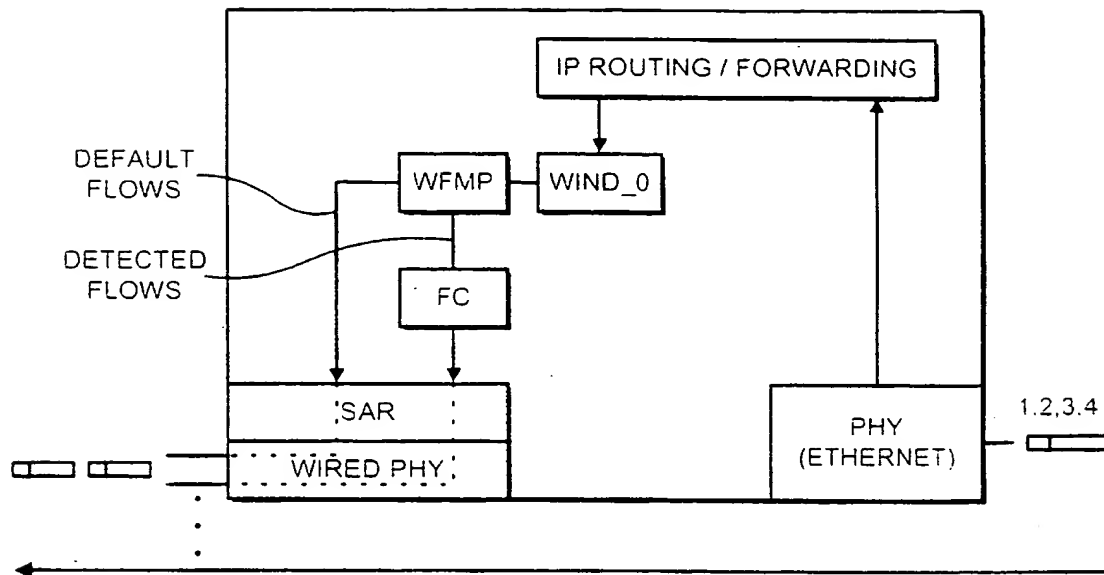 IP ROUTING / FORWARDING
DEFAULT
FLOWS
WFMP
WIND_0
DETECTED
FLOWS
FC
SAR
WIRED PHY
PHY
(ETHERNET)
1.2,3.4